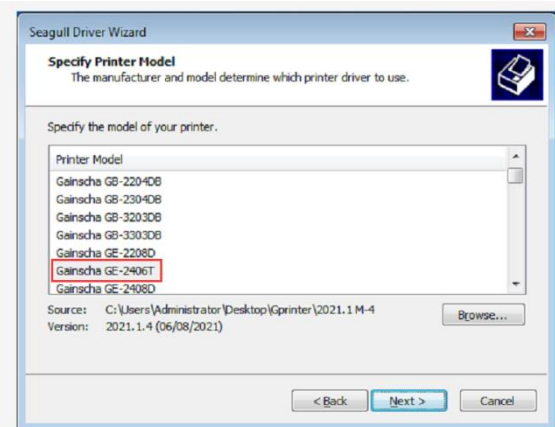 Seagull Driver Wizard
Specify Printer Model
The manufacturer and model determine which printer driver to use.
Specify the model of your printer.
Printer Model
Gainscha GB-2204DB
Gainscha GB-2304DB
Gainscha GB-3203DB
Gainscha GB-3303DB
Gainscha GE-2208D
Gainscha GE-2406T
Gainscha GE-2408D
Source: C:\Users\Administrator\Desktop\Gprinter\2021.1 M-4
Browse...
Version: 2021.1.4 (06/08/2021)
< Back Next > Cancel